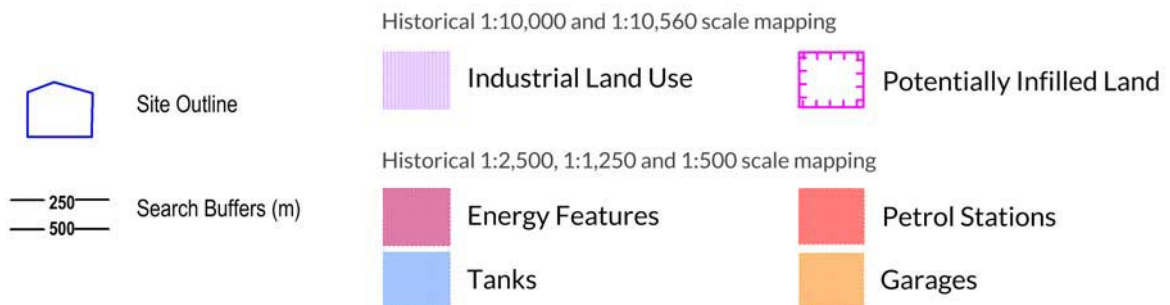 Historical 1:10,000 and 1:10,560 scale mapping
Site Outline
Industrial Land Use
Potentially Infilled Land
Historical 1:2,500, 1:1,250 and 1:500 scale mapping
250
500
Search Buffers (m)
Energy Features
Petrol Stations
Tanks
Garages